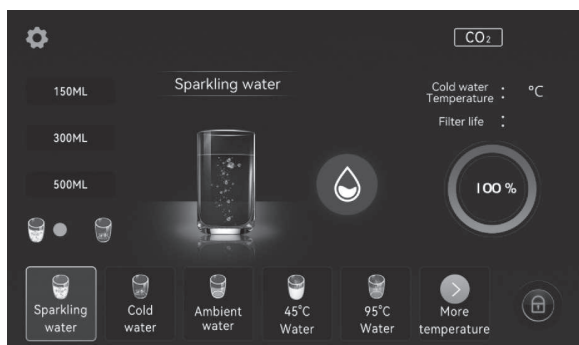 CO₂
Sparkling water
150ML
300ML
500ML
Cold water
Temperature : °C
Filter life :
100 %
Sparkling
water
Cold
water
Ambient
water
45°C
Water
95°C
Water
More
temperature